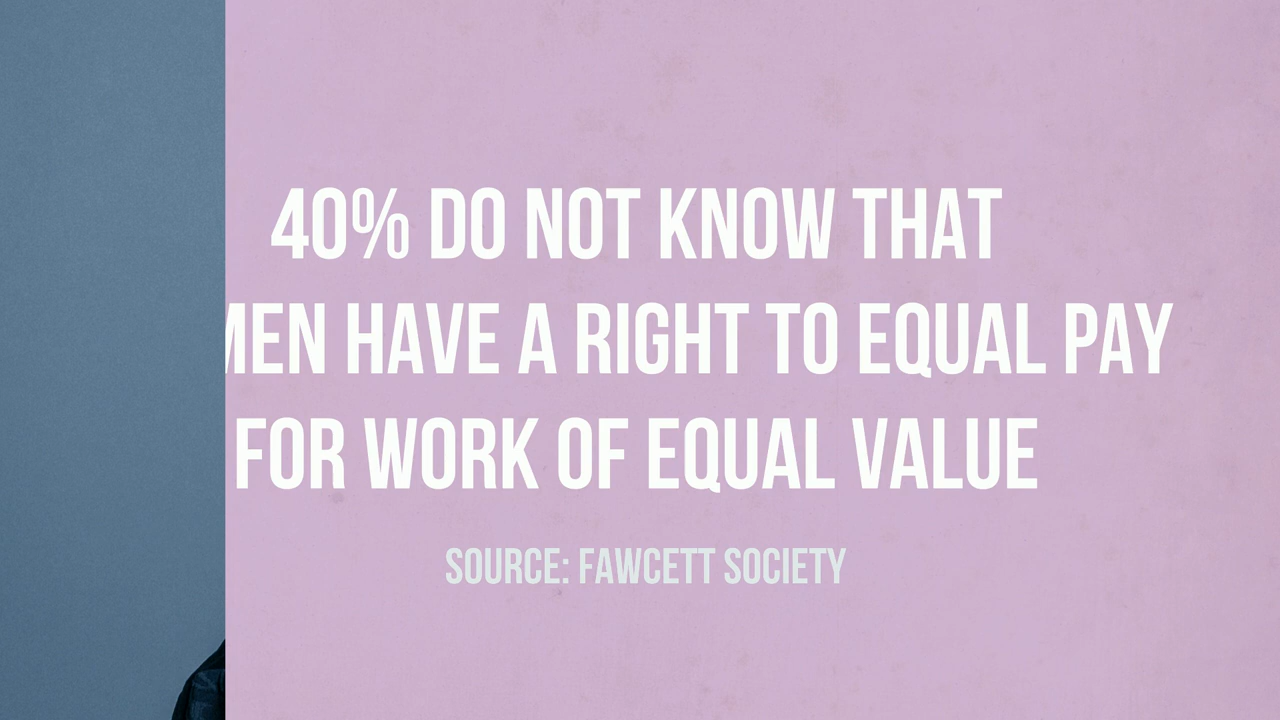 40% DO NOT KNOW THAT
MEN HAVE A RIGHT TO EQUAL PAY
FOR WORK OF EQUAL VALUE
SOURCE: FAWCETT SOCIETY